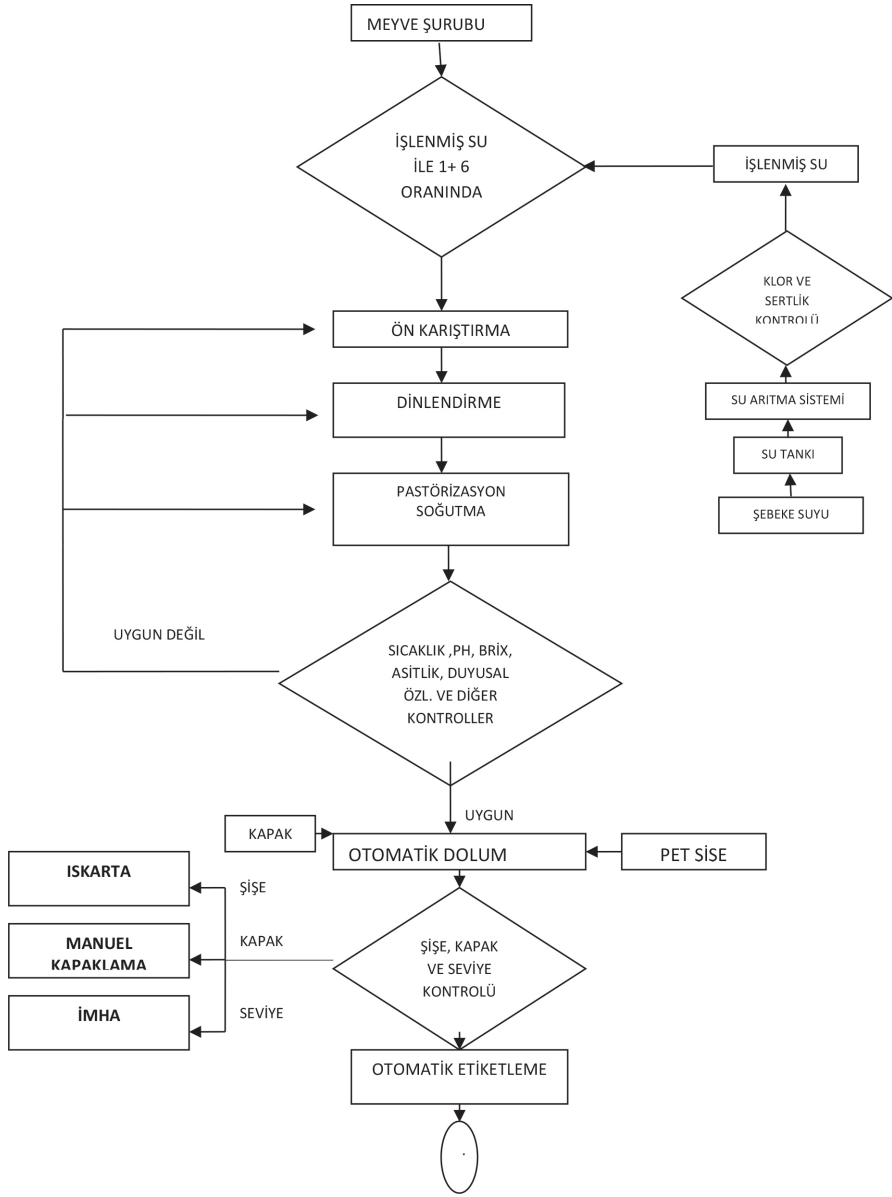 MEYVE ŞURUBU
İŞLENMİŞ SU
İLE 1+ 6
ORANINDA
İŞLENMİŞ SU
KLOR VE
SERTLİK
KONTROLÜ
SU ARITMA SİSTEMİ
SU TANKI
ŞEBEKE SUYU
ÖN KARIŞTIRMA
DİNLENDİRME
PASTÖRİZASYON
SOĞUTMA
UYGUN DEĞİL
SICAKLIK ,PH, BRİX,
ASİTLİK, DUYUSAL
ÖZL. VE DİĞER
KONTROLLER
UYGUN
KAPAK
OTOMATİK DOLUM
PET SİSE
ISKARTA
ŞİŞE
MANUEL
KAPAKLAMA
KAPAK
İMHA
SEVİYE
ŞİŞE, KAPAK
VE SEVİYE
KONTROLÜ
OTOMATİK ETİKETLEME